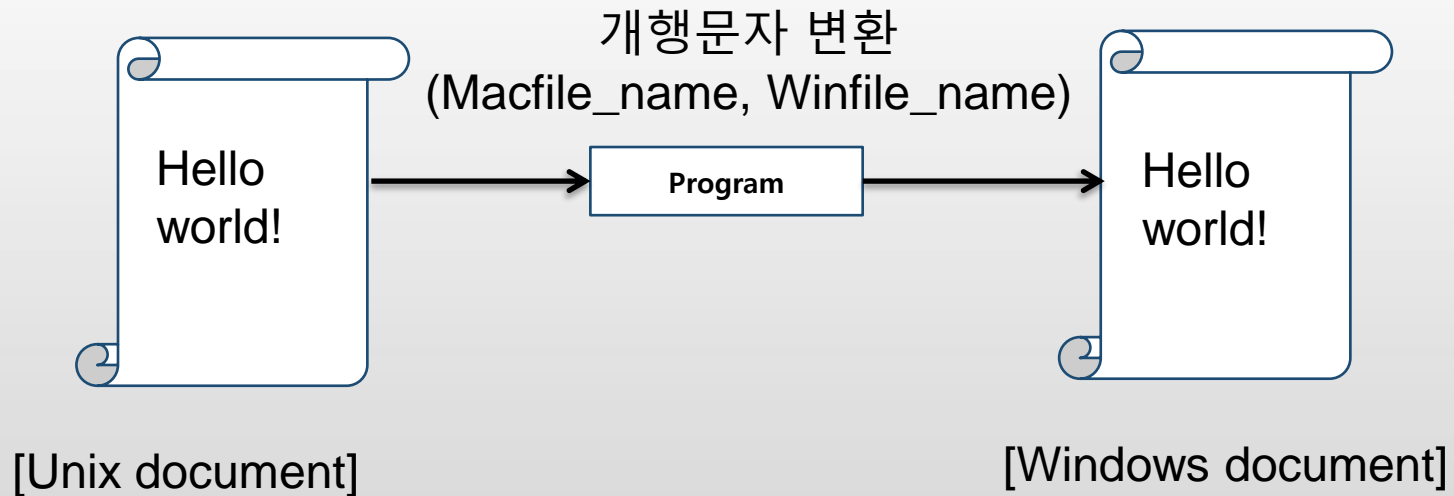 개행문자 변환
(Macfile_name, Winfile_name)
Hello
world!
Program
Hello
world!
[Unix document]
[Windows document]